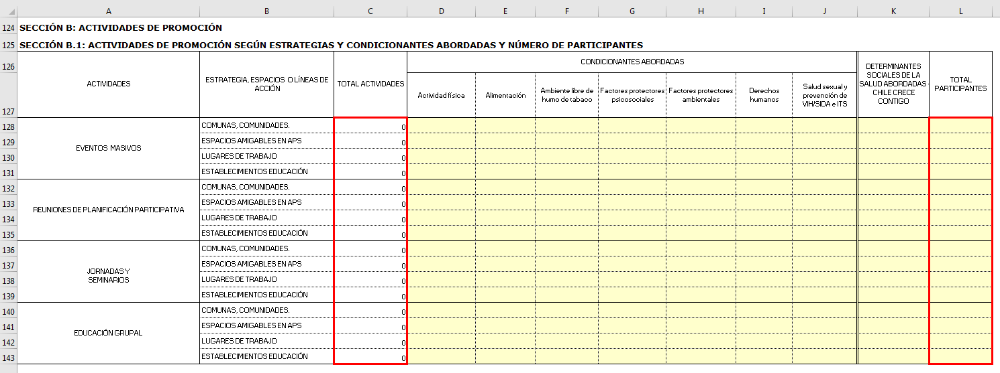 A B C D E F G H I J K L
124 SECCIÓN B: ACTIVIDADES DE PROMOCIÓN
125 SECCIÓN B.1: ACTIVIDADES DE PROMOCIÓN SEGÚN ESTRATEGIAS Y CONDICIONANTES ABORDADAS Y NÚMERO DE PARTICIPANTES
126
127
ACTIVIDADES
ESTRATEGIA, ESPACIOS O LÍNEAS DE
ACCIÓN
TOTAL ACTIVIDADES
CONDICIONANTES ABORDADAS
Actividad física
Alimentación
Ambiente libre de
humo de tabaco
Factores protectores
psicosociales
Factores protectores
ambientales
Derechos
humanos
Salud sexual y
prevención de
VIH/SIDA e ITS
DETERMINANTES
SOCIALES DE LA
SALUD ABORDADAS -
CHILE CRECE
CONTIGO
TOTAL
PARTICIPANTES
EVENTOS MASIVOS
128 COMUNAS, COMUNIDADES. 0
129 ESPACIOS AMIGABLES EN APS 0
130 LUGARES DE TRABAJO 0
131 ESTABLECIMIENTOS EDUCACIÓN 0
REUNIONES DE PLANIFICACIÓN PARTICIPATIVA
132 COMUNAS, COMUNIDADES. 0
133 ESPACIOS AMIGABLES EN APS 0
134 LUGARES DE TRABAJO 0
135 ESTABLECIMIENTOS EDUCACIÓN 0
JORNADAS Y
SEMINARIOS
136 COMUNAS, COMUNIDADES. 0
137 ESPACIOS AMIGABLES EN APS 0
138 LUGARES DE TRABAJO 0
139 ESTABLECIMIENTOS EDUCACIÓN 0
EDUCACIÓN GRUPAL
140 COMUNAS, COMUNIDADES. 0
141 ESPACIOS AMIGABLES EN APS 0
142 LUGARES DE TRABAJO 0
143 ESTABLECIMIENTOS EDUCACIÓN 0